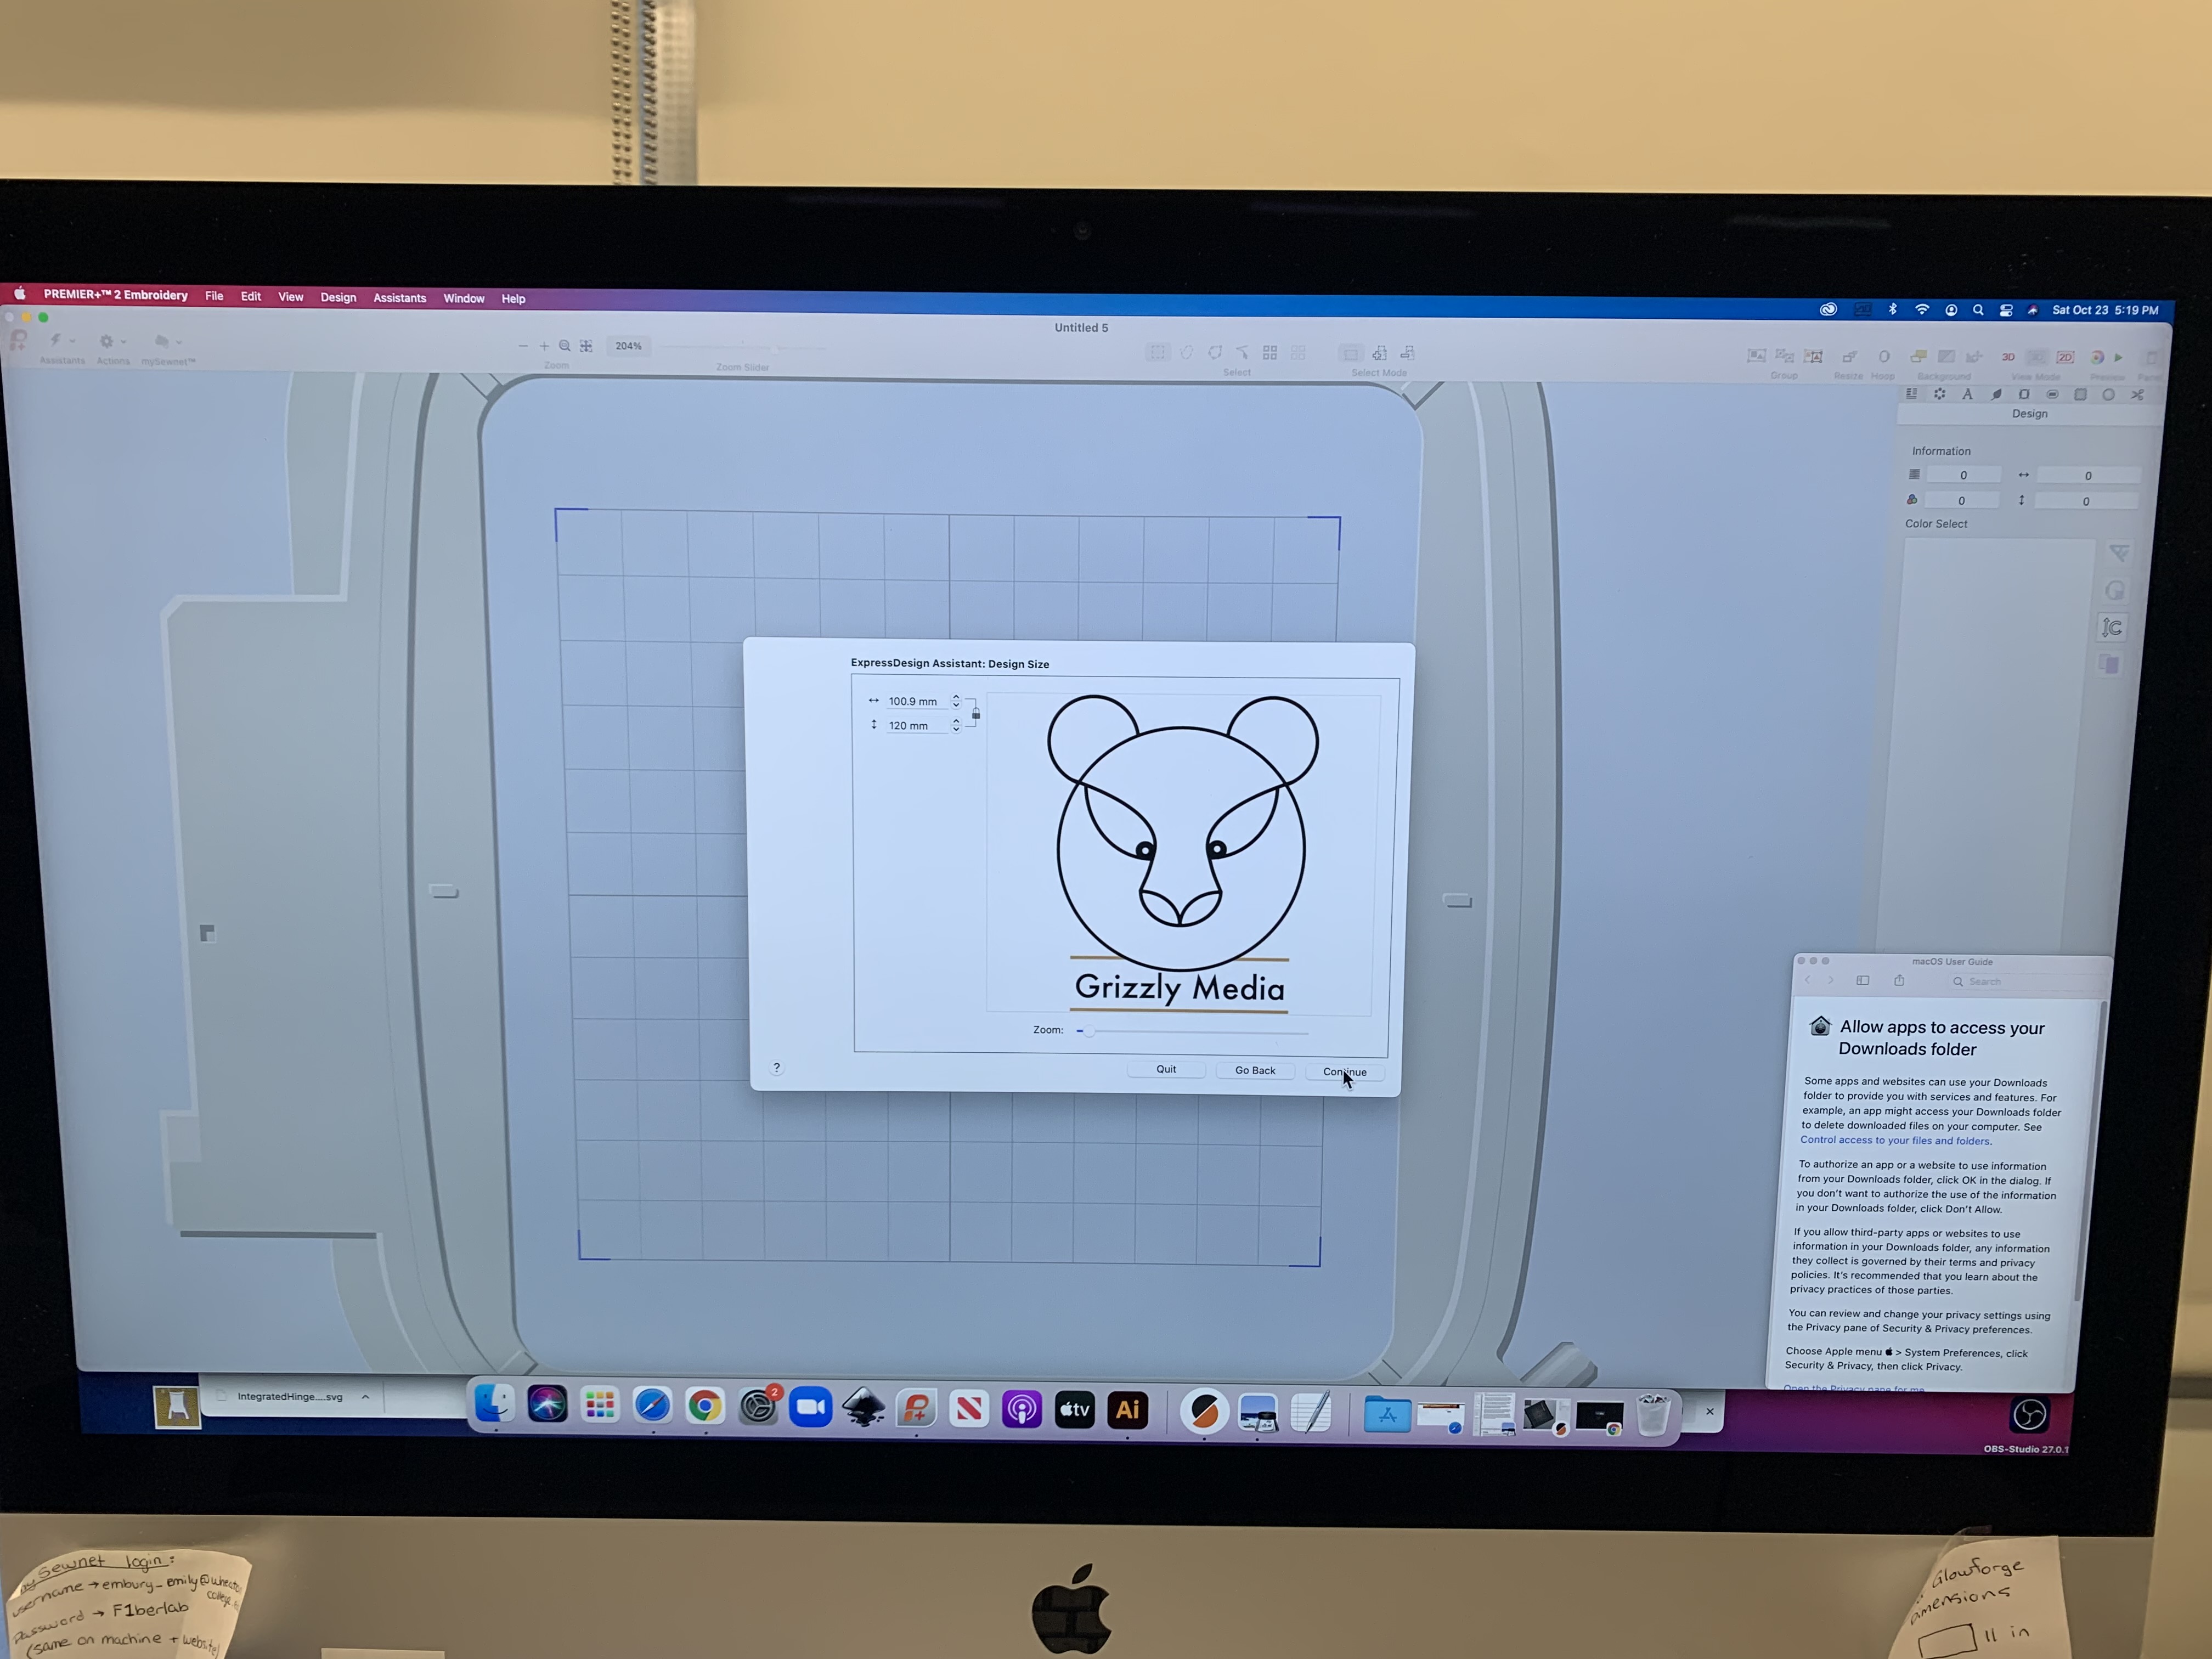 PREMIER+™ 2 Embroidery File Edit View Design Assistants Window Help
Sat Oct 23 5:19 PM
Untitled 5
Assistants Actions mySewnet™
204%
Zoom
Zoom Slider
Select
Select Mode
Group
Resize Hoop
Background
3D
2D
View Mode
Preview
Design
Information
0
0
0
0
Color Select
ExpressDesign Assistant: Design Size
100.9 mm
120 mm
Grizzly Media
Zoom:
?
Quit
Go Back
Continue
macOS User Guide
Search
Allow apps to access your
Downloads folder
Some apps and websites can use your Downloads
folder to provide you with services and features. For
example, an app might access your Downloads folder
to delete downloaded files on your computer. See
Control access to your files and folders.
To authorize an app or a website to use information
from your Downloads folder, click OK in the dialog. If
you don't want to authorize the use of the information
in your Downloads folder, click Don't Allow.
If you allow third-party apps or websites to use
information in your Downloads folder, any information
they collect is governed by their terms and privacy
policies. It's recommended that you learn about the
privacy practices of those parties.
You can review and change your privacy settings using
the Privacy pane of Security & Privacy preferences.
Choose Apple menu > System Preferences, click
Security & Privacy, then click Privacy.
Open the Privacy pane for me
IntegratedHinge....svg
2
tv
Ai
OBS-Studio 27.0.1
Sewnet login:
username → embury_emily@wheaton
college.
Password → F1berlab
(same on machine + website)
Glowforge
11 in